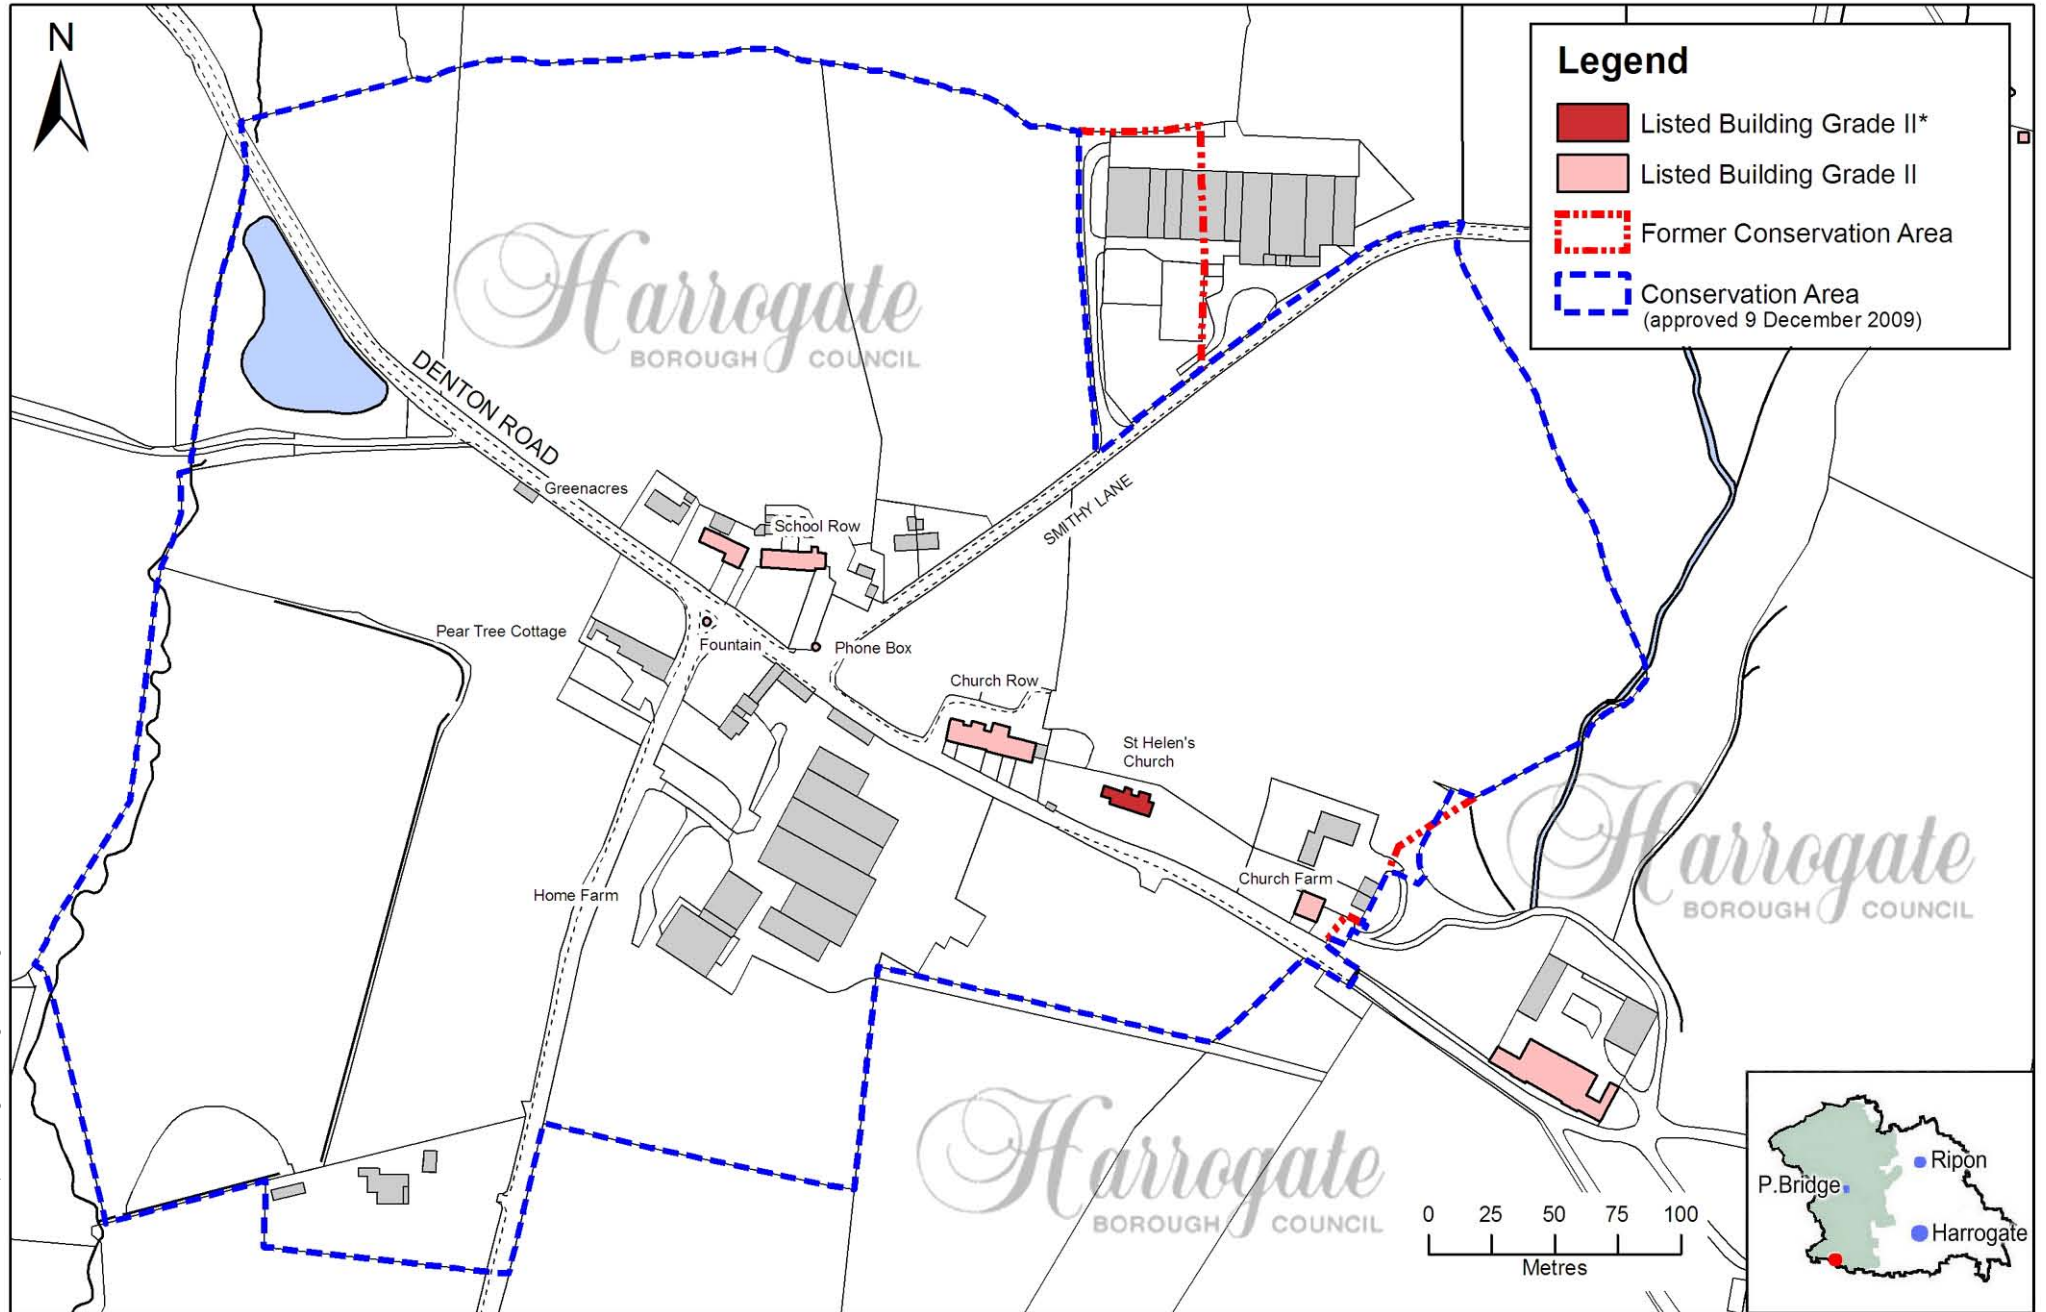 N
Legend
Listed Building Grade II*
Listed Building Grade II
Former Conservation Area
Conservation Area
(approved 9 December 2009)
Harrogate
BOROUGH COUNCIL
DENTON ROAD
Greenacres
School Row
SMITHY LANE
Pear Tree Cottage
Fountain
Phone Box
Church Row
St Helen's
Church
Harrogate
BOROUGH COUNCIL
Church Farm
Home Farm
Harrogate
BOROUGH COUNCIL
0 25 50 75 100
Metres
Ripon
P.Bridge
Harrogate